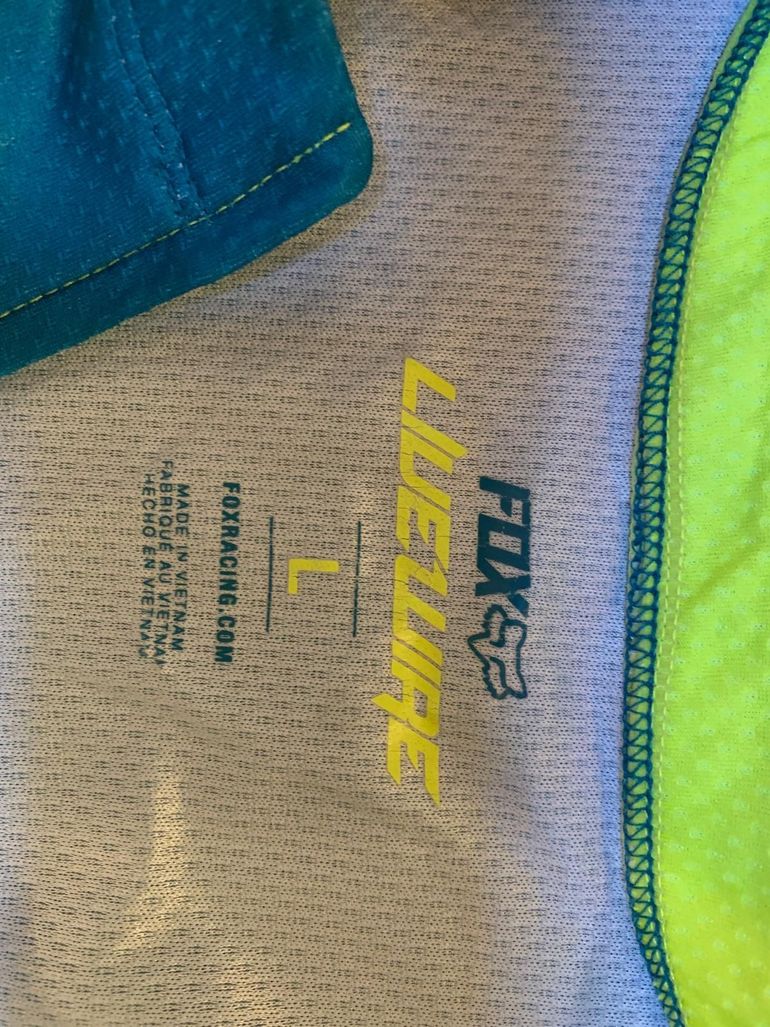 FOX
LIVEWIRE
L
FOXRACING.COM
MADE IN VIETNAM
FABRIQUÉ AU VIETNAM
HECHO EN VIETNAM